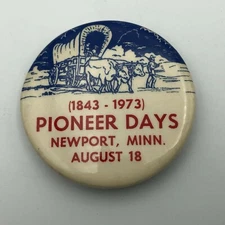 (1843 - 1973)
PIONEER DAYS
NEWPORT, MINN.
AUGUST 18